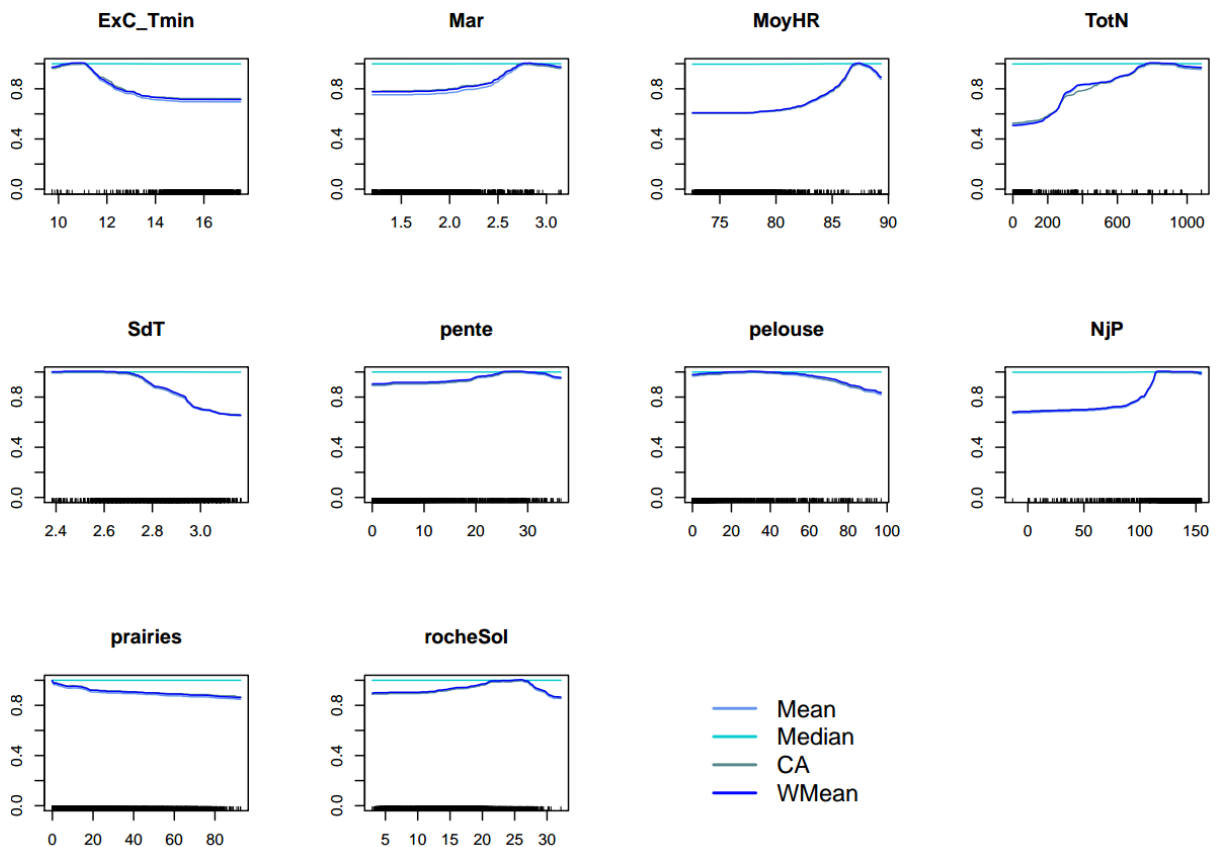 ExC_Tmin
0.0 0.4 0.8
10 12 14 16
Mar
0.0 0.4 0.8
1.5 2.0 2.5 3.0
MoyHR
0.0 0.4 0.8
75 80 85 90
TotN
0.0 0.4 0.8
0 200 600 1000
SdT
0.0 0.4 0.8
2.4 2.6 2.8 3.0
pente
0.0 0.4 0.8
0 10 20 30
pelouse
0.0 0.4 0.8
0 20 40 60 80 100
NjP
0.0 0.4 0.8
0 50 100 150
prairies
0.0 0.4 0.8
0 20 40 60 80
rocheSol
0.0 0.4 0.8
5 10 15 20 25 30
Mean
Median
CA
WMean